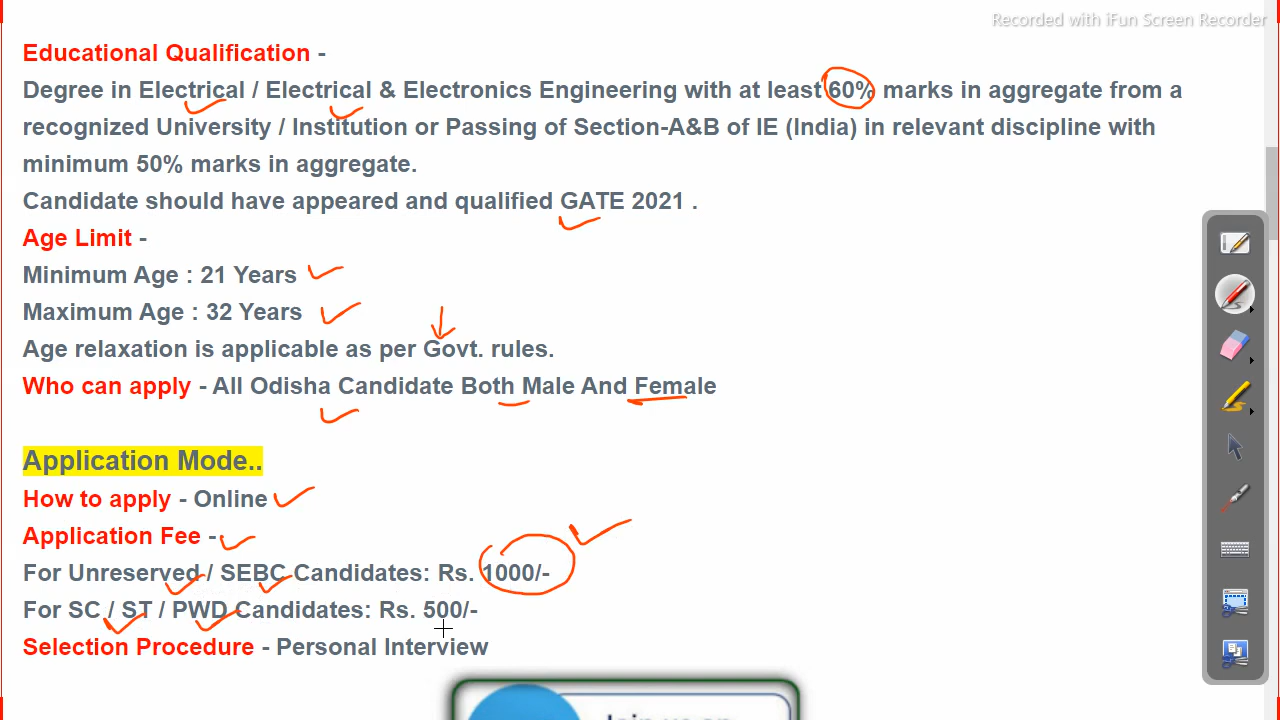 Recorded with iFun Screen Recorder
Educational Qualification -
Degree in Electrical / Electrical & Electronics Engineering with at least 60% marks in aggregate from a
recognized University / Institution or Passing of Section-A&B of IE (India) in relevant discipline with
minimum 50% marks in aggregate.
Candidate should have appeared and qualified GATE 2021 .
Age Limit -
Minimum Age : 21 Years
Maximum Age : 32 Years
Age relaxation is applicable as per Govt. rules.
Who can apply - All Odisha Candidate Both Male And Female
Application Mode..
How to apply - Online
Application Fee -
For Unreserved / SEBC Candidates: Rs. 1000/-
For SC / ST / PWD Candidates: Rs. 500/-
Selection Procedure - Personal Interview